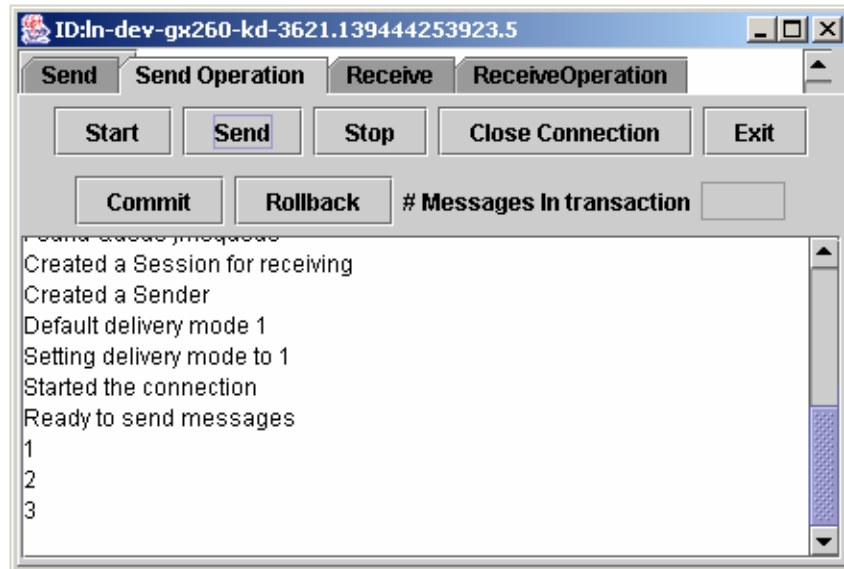 ID:ln-dev-gx260-kd-3621.139444253923.5
Send Send Operation Receive ReceiveOperation
Start Send Stop Close Connection Exit
Commit Rollback # Messages In transaction
Created a Session for receiving
Created a Sender
Default delivery mode 1
Setting delivery mode to 1
Started the connection
Ready to send messages
1
2
3